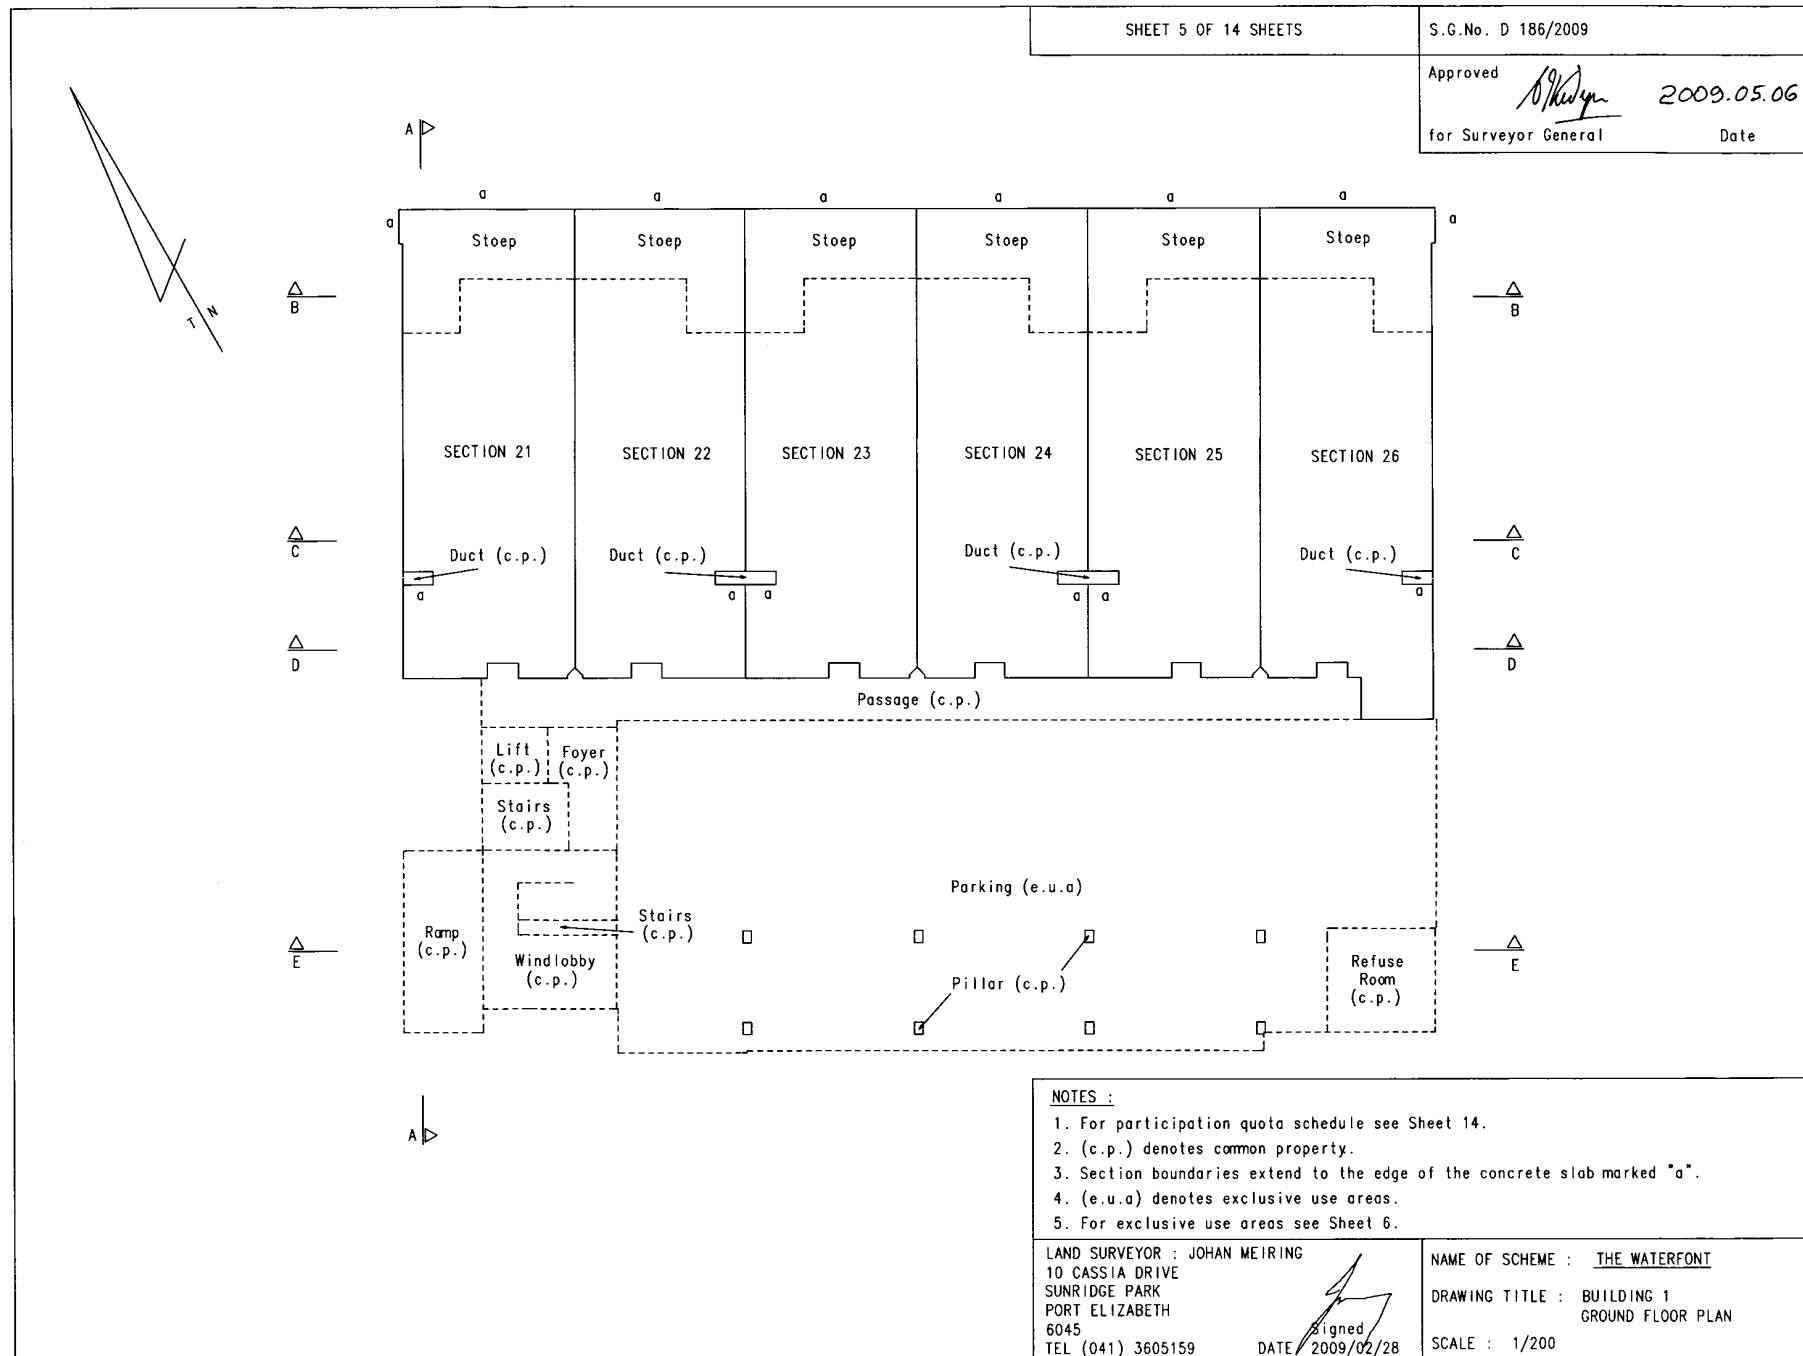 SHEET 5 OF 14 SHEETS
S.G.No. D 186/2009
Approved
2009.05.06
for Surveyor General Date
A
T N
a a a a a a
a a
Stoep Stoep Stoep Stoep Stoep Stoep
B B
SECTION 21 SECTION 22 SECTION 23 SECTION 24 SECTION 25 SECTION 26
C C
Duct (c.p.) Duct (c.p.) Duct (c.p.) Duct (c.p.)
a a a a a a
D D
Passage (c.p.)
Lift
(c.p.)
Foyer
(c.p.)
Stairs
(c.p.)
Parking (e.u.a)
Ramp
(c.p.)
Stairs
(c.p.)
Windlobby
(c.p.)
Pillar (c.p.)
Refuse
Room
(c.p.)
E E
A
NOTES :
1. For participation quota schedule see Sheet 14.
2. (c.p.) denotes common property.
3. Section boundaries extend to the edge of the concrete slab marked "a".
4. (e.u.a) denotes exclusive use areas.
5. For exclusive use areas see Sheet 6.
LAND SURVEYOR : JOHAN MEIRING
10 CASSIA DRIVE
SUNRIDGE PARK
PORT ELIZABETH
6045
TEL (041) 3605159
Signed
DATE 2009/02/28
NAME OF SCHEME : THE WATERFONT
DRAWING TITLE : BUILDING 1
GROUND FLOOR PLAN
SCALE : 1/200